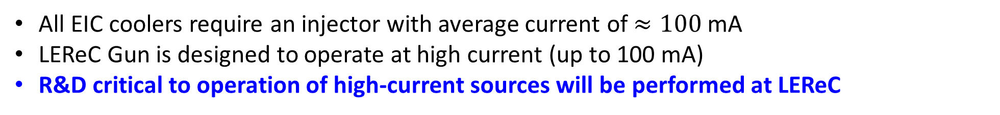 • All EIC coolers require an injector with average current of ≈ 100 mA
• LEReC Gun is designed to operate at high current (up to 100 mA)
• R&D critical to operation of high-current sources will be performed at LEReC